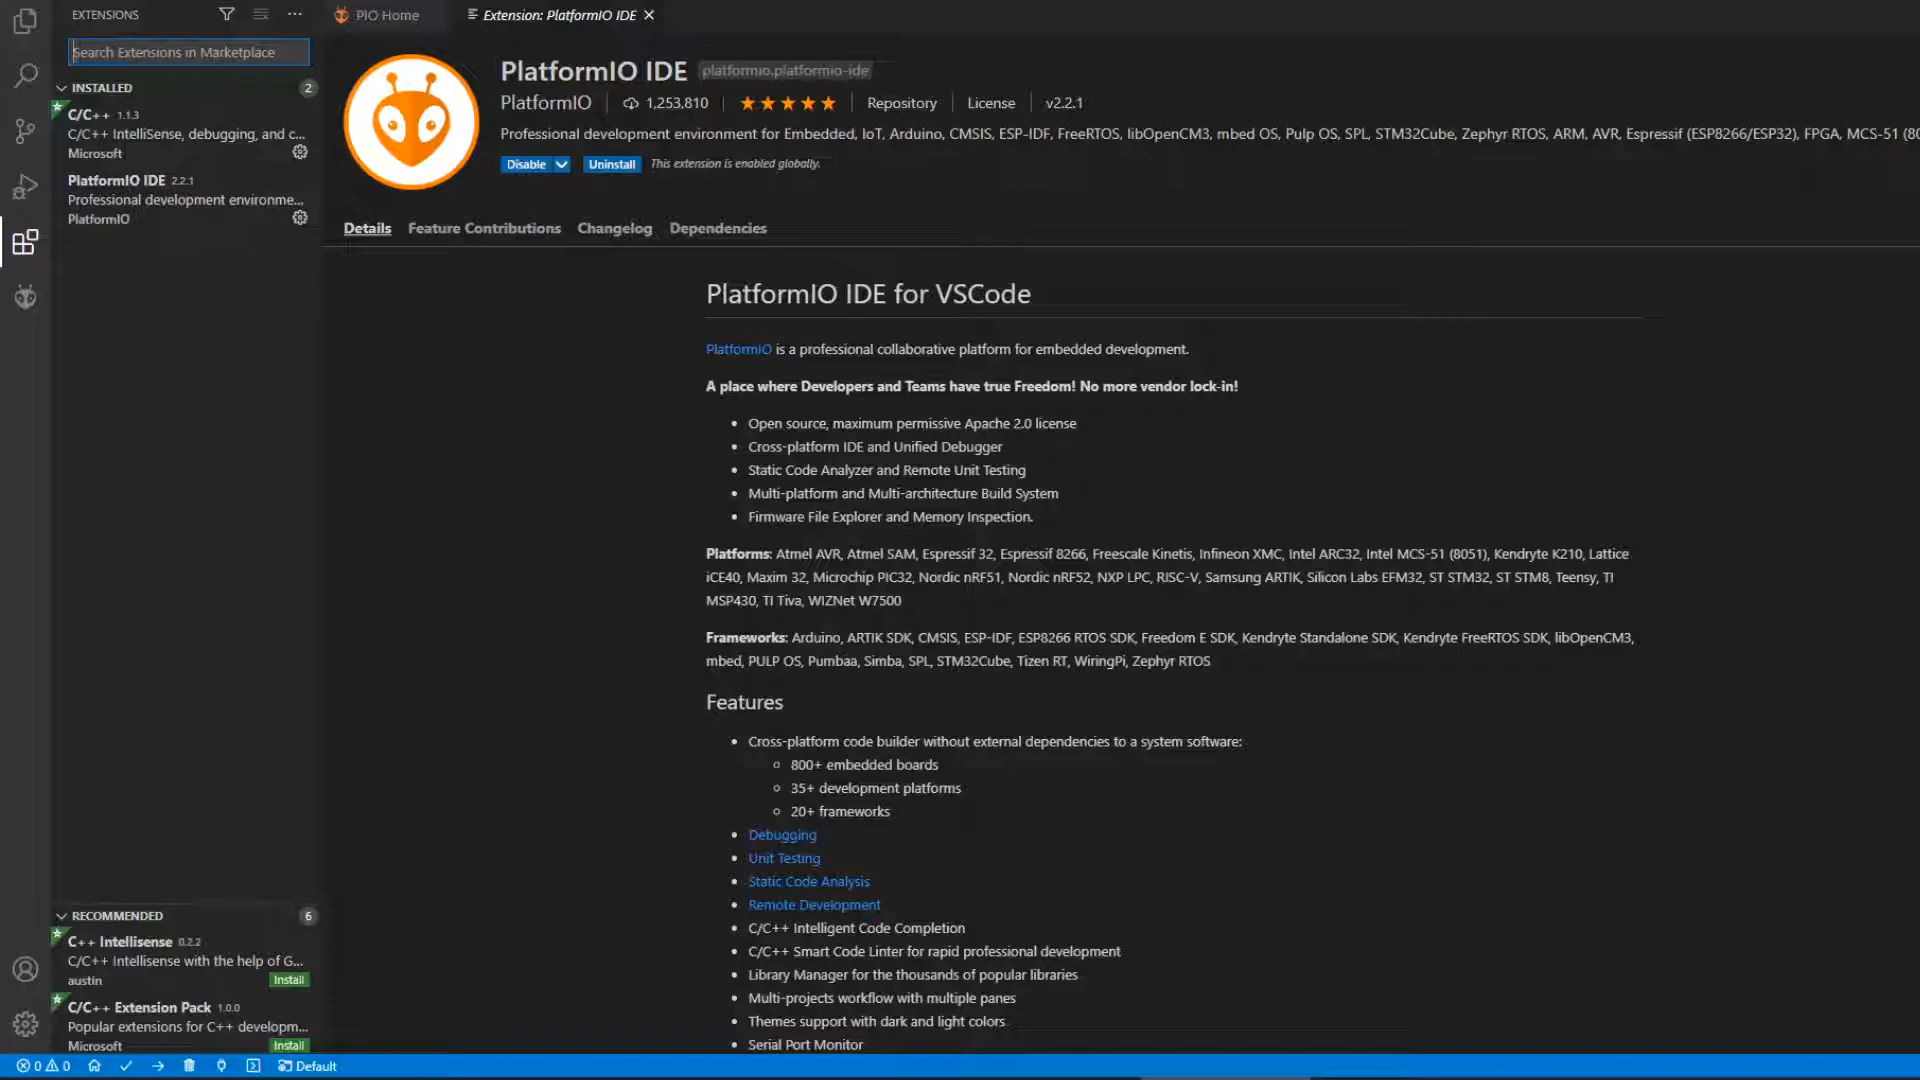 EXTENSIONS
Search Extensions in Marketplace
INSTALLED
2
C/C++ 1.1.3
C/C++ IntelliSense, debugging, and c...
Microsoft
PlatformIO IDE 2.2.1
Professional development environme...
PlatformIO
RECOMMENDED
6
C++ Intellisense 0.2.2
C/C++ Intellisense with the help of G...
austin
Install
C/C++ Extension Pack 1.0.0
Popular extensions for C++ developm...
Microsoft
Install
PIO Home
Extension: PlatformIO IDE
PlatformIO IDE platformio.platformio-ide
PlatformIO 1,253,810 Repository License v2.2.1
Professional development environment for Embedded, IoT, Arduino, CMSIS, ESP-IDF, FreeRTOS, libOpenCM3, mbed OS, Pulp OS, SPL, STM32Cube, Zephyr RTOS, ARM, AVR, Espressif (ESP8266/ESP32), FPGA, MCS-51 (80
Disable Uninstall This extension is enabled globally.
Details Feature Contributions Changelog Dependencies
PlatformIO IDE for VSCode
PlatformIO is a professional collaborative platform for embedded development.
A place where Developers and Teams have true Freedom! No more vendor lock-in!
• Open source, maximum permissive Apache 2.0 license
• Cross-platform IDE and Unified Debugger
• Static Code Analyzer and Remote Unit Testing
• Multi-platform and Multi-architecture Build System
• Firmware File Explorer and Memory Inspection.
Platforms: Atmel AVR, Atmel SAM, Espressif 32, Espressif 8266, Freescale Kinetis, Infineon XMC, Intel ARC32, Intel MCS-51 (8051), Kendryte K210, Lattice
iCE40, Maxim 32, Microchip PIC32, Nordic nRF51, Nordic nRF52, NXP LPC, RISC-V, Samsung ARTIK, Silicon Labs EFM32, ST STM32, ST STM8, Teensy, TI
MSP430, TI Tiva, WIZNet W7500
Frameworks: Arduino, ARTIK SDK, CMSIS, ESP-IDF, ESP8266 RTOS SDK, Freedom E SDK, Kendryte Standalone SDK, Kendryte FreeRTOS SDK, libOpenCM3,
mbed, PULP OS, Pumbaa, Simba, SPL, STM32Cube, Tizen RT, WiringPi, Zephyr RTOS
Features
• Cross-platform code builder without external dependencies to a system software:
800+ embedded boards
35+ development platforms
20+ frameworks
• Debugging
• Unit Testing
• Static Code Analysis
• Remote Development
• C/C++ Intelligent Code Completion
• C/C++ Smart Code Linter for rapid professional development
• Library Manager for the thousands of popular libraries
• Multi-projects workflow with multiple panes
• Themes support with dark and light colors
• Serial Port Monitor
0 0 Default